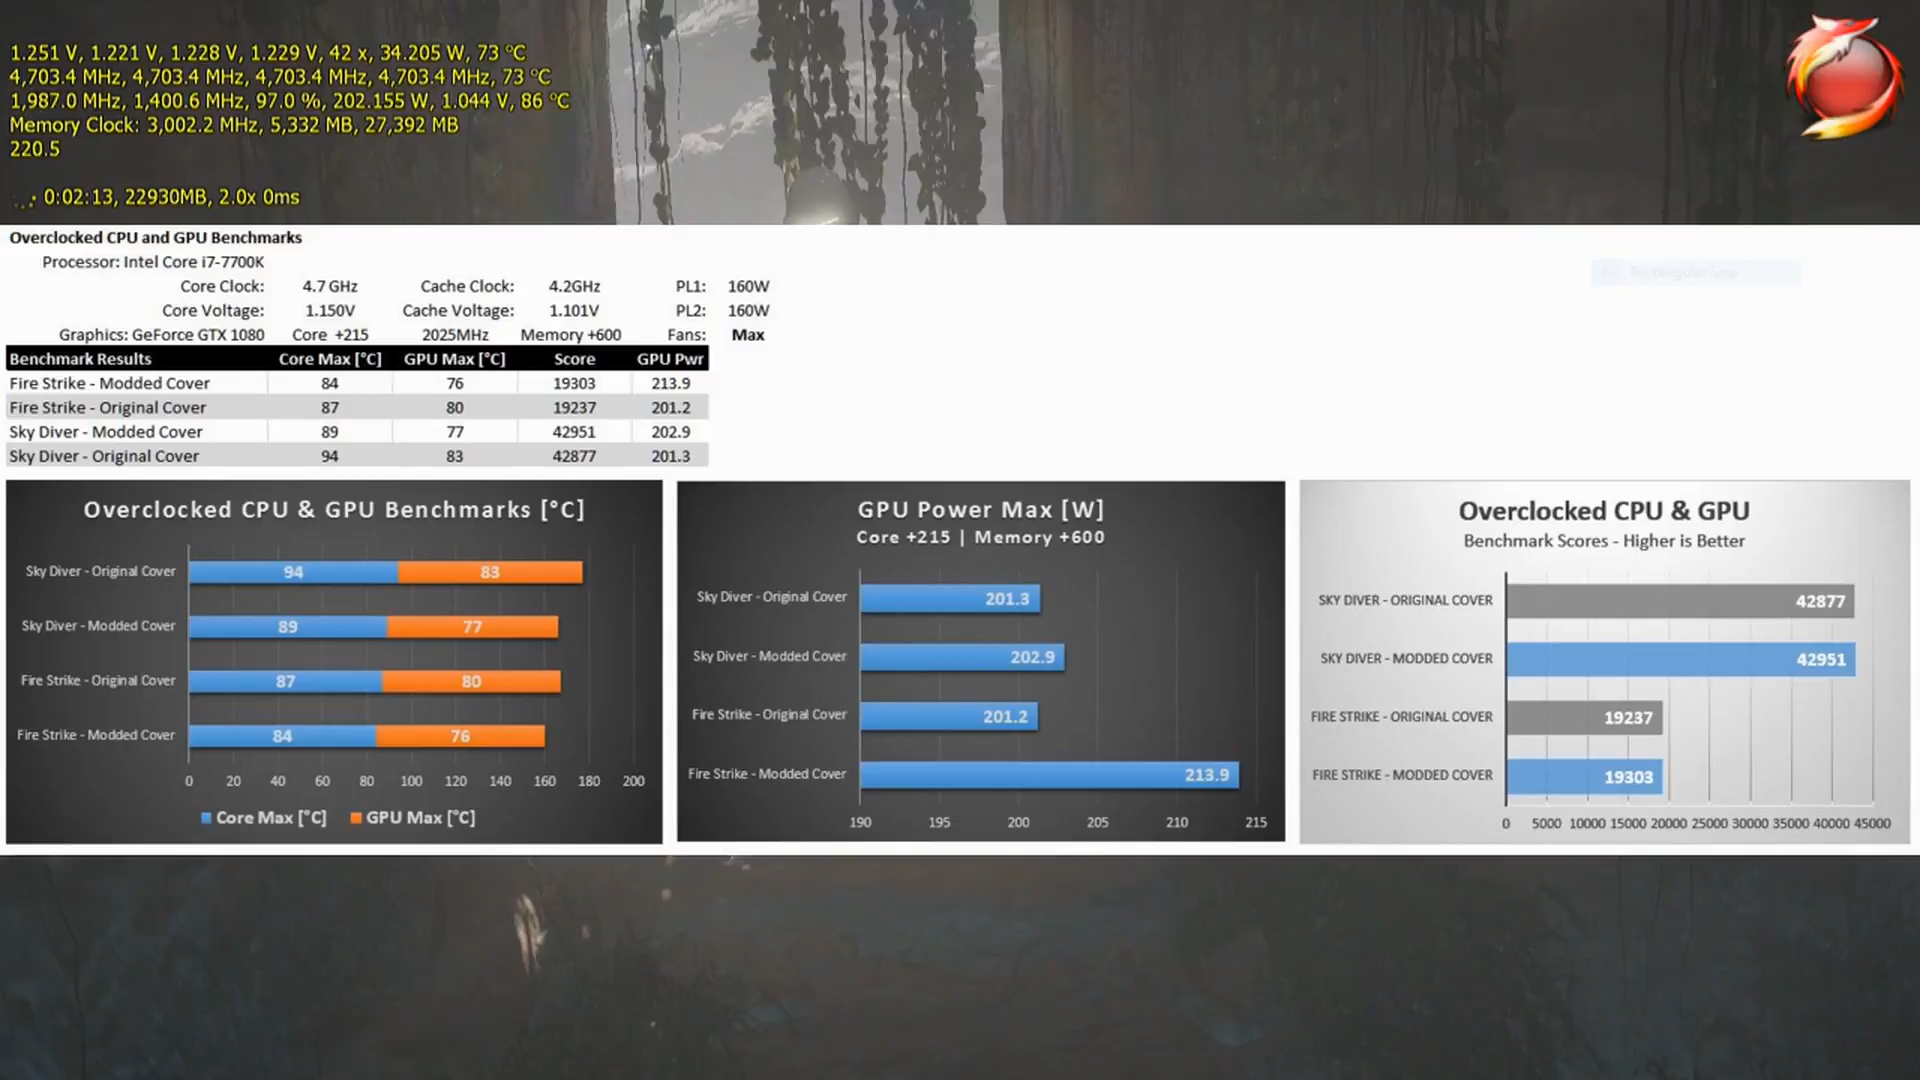 1.251 V, 1.221 V, 1.228 V, 1.229 V, 42 x, 34.205 W, 73 °C
4,703.4 MHz, 4,703.4 MHz, 4,703.4 MHz, 4,703.4 MHz, 73 °C
1,987.0 MHz, 1,400.6 MHz, 97.0 %, 202.155 W, 1.044 V, 86 °C
Memory Clock: 3,002.2 MHz, 5,332 MB, 27,392 MB
220.5
0:02:13, 22930MB, 2.0x 0ms
Overclocked CPU and GPU Benchmarks
Processor: Intel Core i7-7700K
Rectangular Snip
Core Clock: 4.7 GHz Cache Clock: 4.2GHz PL1: 160W
Core Voltage: 1.150V Cache Voltage: 1.101V PL2: 160W
Graphics: GeForce GTX 1080 Core +215 2025MHz Memory +600 Fans: Max
Benchmark Results Core Max [°C] GPU Max [°C] Score GPU Pwr
Fire Strike - Modded Cover 84 76 19303 213.9
Fire Strike - Original Cover 87 80 19237 201.2
Sky Diver - Modded Cover 89 77 42951 202.9
Sky Diver - Original Cover 94 83 42877 201.3
Overclocked CPU & GPU Benchmarks [°C]
Sky Diver - Original Cover 94 83
Sky Diver - Modded Cover 89 77
Fire Strike - Original Cover 87 80
Fire Strike - Modded Cover 84 76
0 20 40 60 80 100 120 140 160 180 200
Core Max [°C] GPU Max [°C]
GPU Power Max [W]
Core +215 | Memory +600
Sky Diver - Original Cover 201.3
Sky Diver - Modded Cover 202.9
Fire Strike - Original Cover 201.2
Fire Strike - Modded Cover 213.9
190 195 200 205 210 215
Overclocked CPU & GPU
Benchmark Scores - Higher is Better
SKY DIVER - ORIGINAL COVER 42877
SKY DIVER - MODDED COVER 42951
FIRE STRIKE - ORIGINAL COVER 19237
FIRE STRIKE - MODDED COVER 19303
0 5000 10000 15000 20000 25000 30000 35000 40000 45000